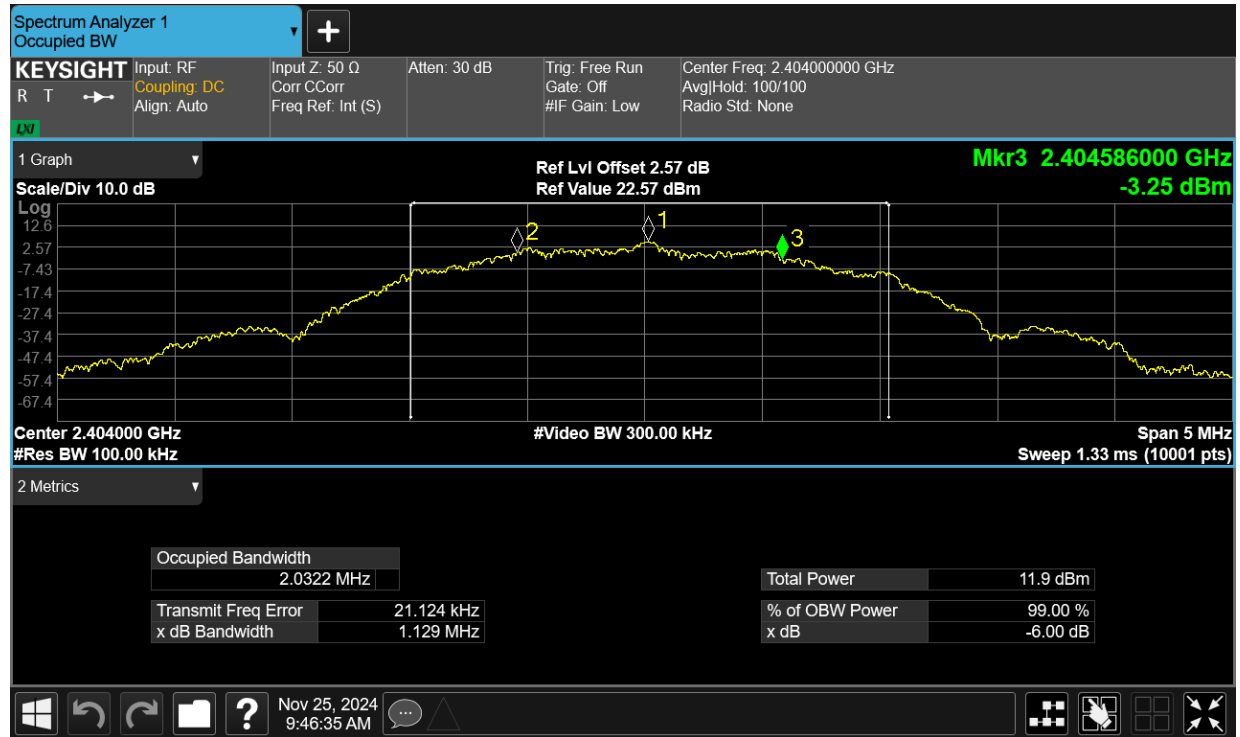 Spectrum Analyzer 1
Occupied BW
KEYSIGHT
R T
LXI
Input: RF
Coupling: DC
Align: Auto
Input Z: 50 Ω
Corr CCorr
Freq Ref: Int (S)
Atten: 30 dB
Trig: Free Run
Gate: Off
#IF Gain: Low
Center Freq: 2.404000000 GHz
Avg|Hold: 100/100
Radio Std: None
1 Graph
Scale/Div 10.0 dB
Ref Lvl Offset 2.57 dB
Ref Value 22.57 dBm
Mkr3 2.404586000 GHz
-3.25 dBm
Log
12.6
2.57
-7.43
-17.4
-27.4
-37.4
-47.4
-57.4
-67.4
2
1
3
Center 2.404000 GHz
#Res BW 100.00 kHz
#Video BW 300.00 kHz
Span 5 MHz
Sweep 1.33 ms (10001 pts)
2 Metrics
Occupied Bandwidth
2.0322 MHz
Transmit Freq Error 21.124 kHz
x dB Bandwidth 1.129 MHz
Total Power 11.9 dBm
% of OBW Power 99.00 %
x dB -6.00 dB
?
Nov 25, 2024
9:46:35 AM